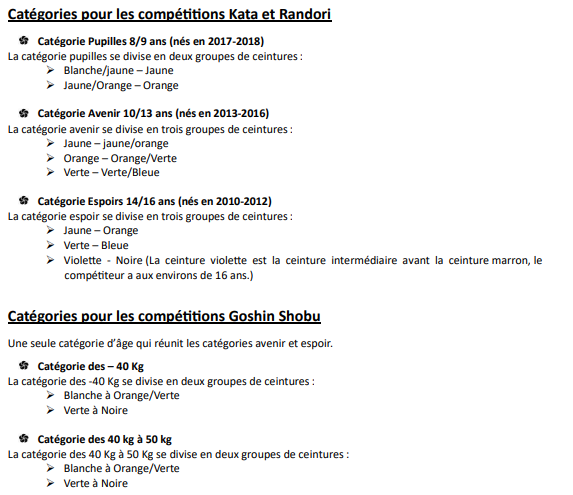 Catégories pour les compétitions Kata et Randori
Catégorie Pupilles 8/9 ans (nés en 2017-2018)
La catégorie pupilles se divise en deux groupes de ceintures :
➢ Blanche/jaune – Jaune
➢ Jaune/Orange – Orange
Catégorie Avenir 10/13 ans (nés en 2013-2016)
La catégorie avenir se divise en trois groupes de ceintures :
➢ Jaune – jaune/orange
➢ Orange – Orange/Verte
➢ Verte – Verte/Bleue
Catégorie Espoirs 14/16 ans (nés en 2010-2012)
La catégorie espoir se divise en trois groupes de ceintures :
➢ Jaune – Orange
➢ Verte – Bleue
➢ Violette - Noire (La ceinture violette est la ceinture intermédiaire avant la ceinture marron, le
compétiteur a aux environs de 16 ans.)
Catégories pour les compétitions Goshin Shobu
Une seule catégorie d'âge qui réunit les catégories avenir et espoir.
Catégorie des – 40 Kg
La catégorie des -40 Kg se divise en deux groupes de ceintures :
➢ Blanche à Orange/Verte
➢ Verte à Noire
Catégorie des 40 kg à 50 kg
La catégorie des 40 Kg à 50 Kg se divise en deux groupes de ceintures :
➢ Blanche à Orange/Verte
➢ Verte à Noire